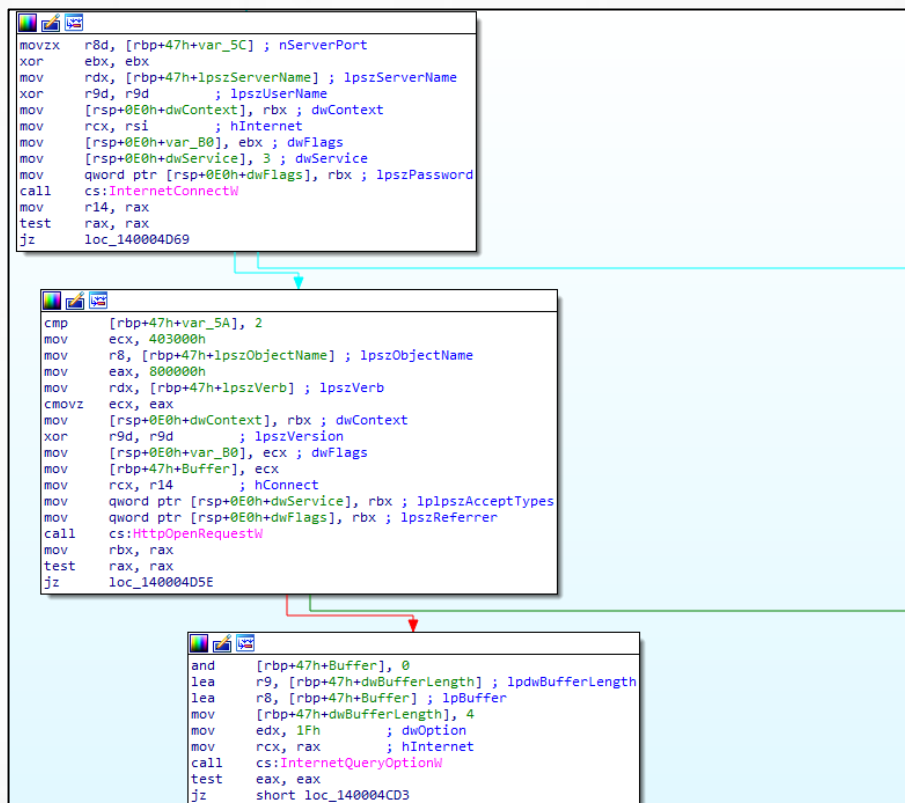 movzx r8d, [rbp+47h+var_5C] ; nServerPort
xor ebx, ebx
mov rdx, [rbp+47h+lpszServerName] ; lpszServerName
xor r9d, r9d ; lpszUserName
mov [rsp+0E0h+dwContext], rbx ; dwContext
mov rcx, rsi ; hInternet
mov [rsp+0E0h+var_B0], ebx ; dwFlags
mov [rsp+0E0h+dwService], 3 ; dwService
mov qword ptr [rsp+0E0h+dwFlags], rbx ; lpszPassword
call cs:InternetConnectW
mov r14, rax
test rax, rax
jz loc_140004D69
cmp [rbp+47h+var_5A], 2
mov ecx, 403000h
mov r8, [rbp+47h+lpszObjectName] ; lpszObjectName
mov eax, 800000h
mov rdx, [rbp+47h+lpszVerb] ; lpszVerb
cmovz ecx, eax
mov [rsp+0E0h+dwContext], rbx ; dwContext
xor r9d, r9d ; lpszVersion
mov [rsp+0E0h+var_B0], ecx ; dwFlags
mov [rbp+47h+Buffer], ecx
mov rcx, r14 ; hConnect
mov qword ptr [rsp+0E0h+dwService], rbx ; lplpszAcceptTypes
mov qword ptr [rsp+0E0h+dwFlags], rbx ; lpszReferrer
call cs:HttpOpenRequestW
mov rbx, rax
test rax, rax
jz loc_140004D5E
and [rbp+47h+Buffer], 0
lea r9, [rbp+47h+dwBufferLength] ; lpdwBufferLength
lea r8, [rbp+47h+Buffer] ; lpBuffer
mov [rbp+47h+dwBufferLength], 4
mov edx, 1Fh ; dwOption
mov rcx, rax ; hInternet
call cs:InternetQueryOptionW
test eax, eax
jz short loc_140004CD3